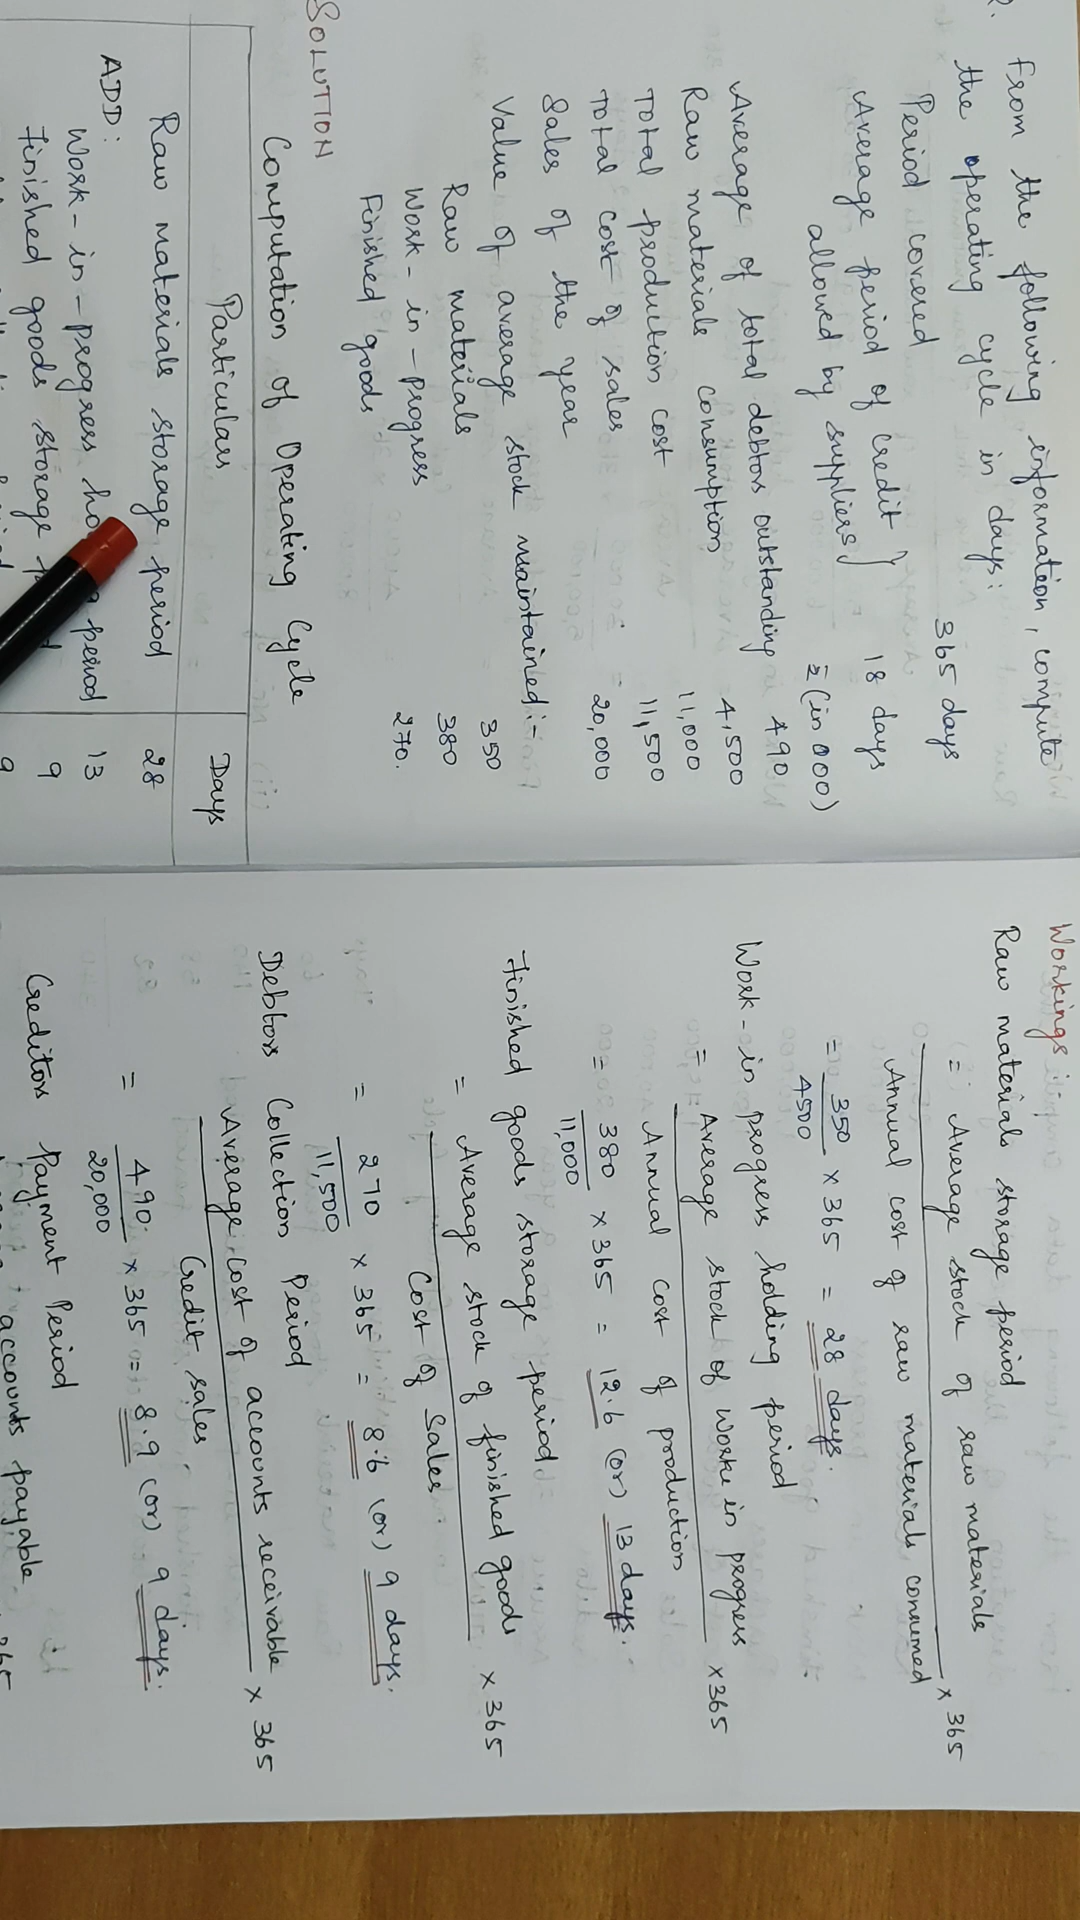 2. From the following information, compute
the operating cycle in days:
Period covered 365 days
Average period of credit } 18 days
allowed by suppliers }
₹ (in 000)
Average of total debtors outstanding 490
Raw materials consumption 4,500
Total production cost 11,000
Total cost of sales 11,500
Sales of the year 20,000
Value of average stock maintained:-
Raw materials 350
Work-in-progress 380
Finished goods 270.
SOLUTION
Computation of Operating Cycle
Particulars Days
Raw materials storage period 28
ADD:
Work-in-progress period 13
Finished goods storage 9
9
Workings
Raw materials storage period
= Average stock of raw materials
Annual cost of raw materials consumed × 365
= 350
4500 × 365 = 28 days.
Work-in progress holding period
= Average stock of work in progress
Annual cost of production × 365
= 380
11,000 × 365 = 12.6 (or) 13 days.
Finished goods storage period
= Average stock of finished goods
Cost of Sales × 365
= 270
11,500 × 365 = 8.6 (or) 9 days.
Debtors Collection Period
Average cost of accounts receivable
Credit sales × 365
= 490
20,000 × 365 = 8.9 (or) 9 days.
Creditors Payment Period
accounts payable
365